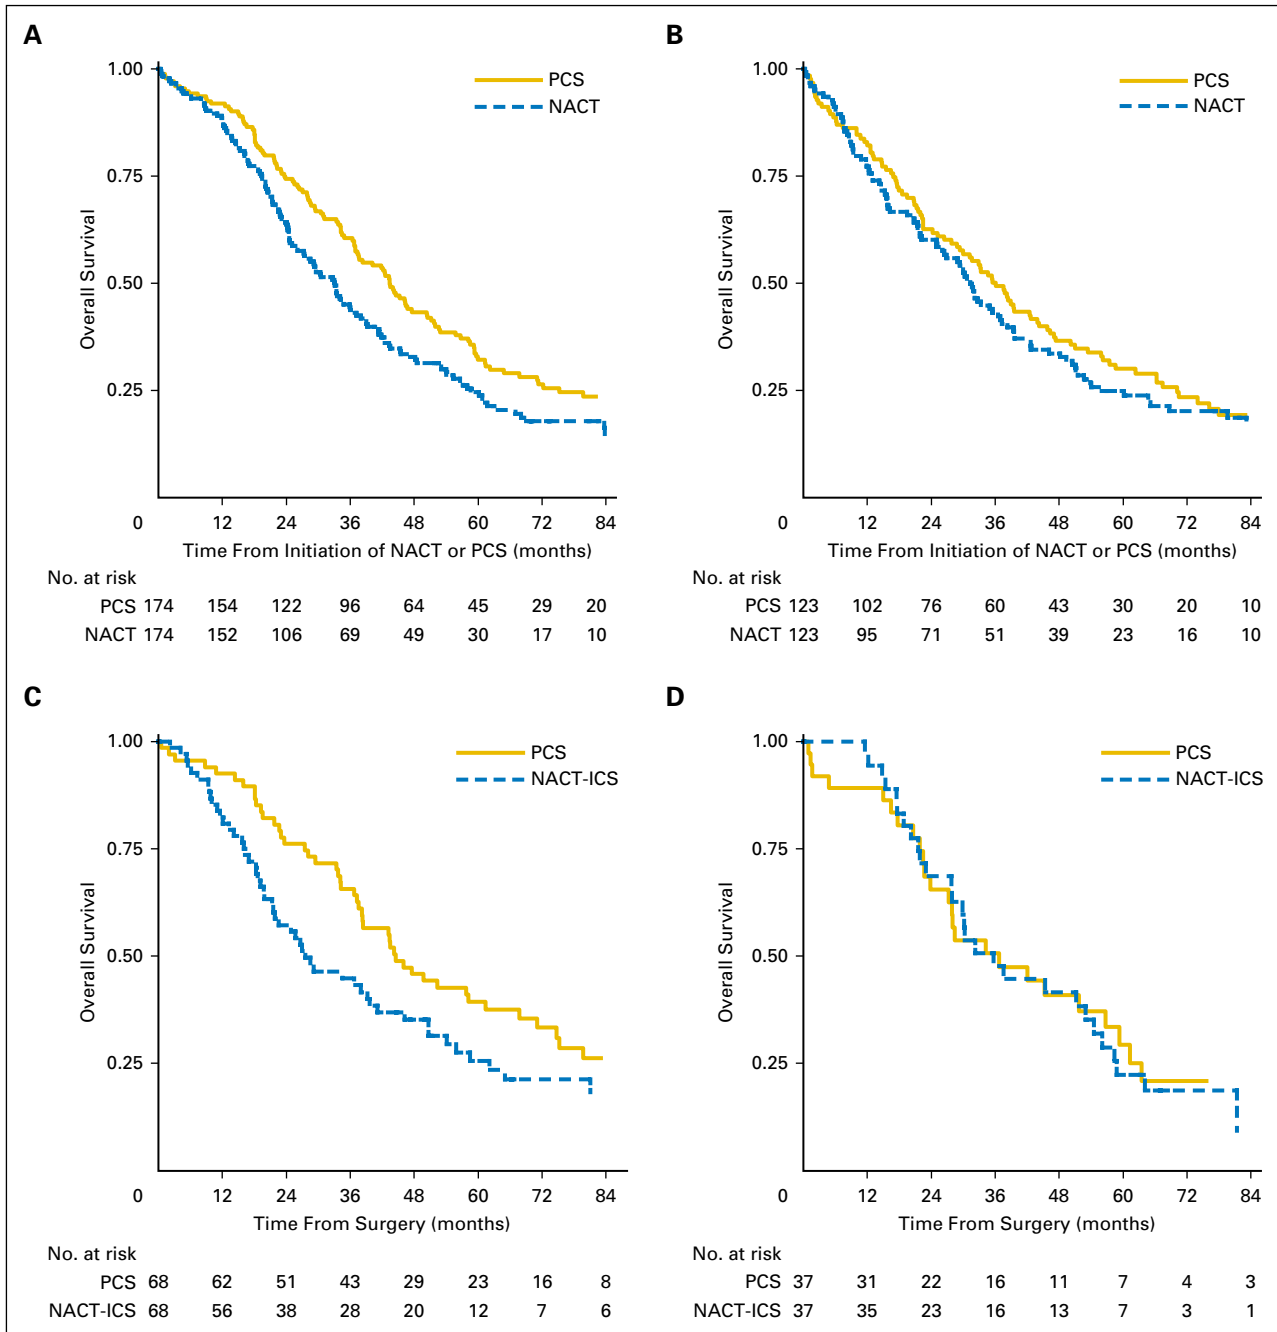 A
1.00
0.75
0.50
0.25
0
Overall Survival
PCS
NACT
12 24 36 48 60 72 84
Time From Initiation of NACT or PCS (months)
No. at risk
PCS 174 154 122 96 64 45 29 20
NACT 174 152 106 69 49 30 17 10
B
1.00
0.75
0.50
0.25
0
Overall Survival
PCS
NACT
12 24 36 48 60 72 84
Time From Initiation of NACT or PCS (months)
No. at risk
PCS 123 102 76 60 43 30 20 10
NACT 123 95 71 51 39 23 16 10
C
1.00
0.75
0.50
0.25
0
Overall Survival
PCS
NACT-ICS
12 24 36 48 60 72 84
Time From Surgery (months)
No. at risk
PCS 68 62 51 43 29 23 16 8
NACT-ICS 68 56 38 28 20 12 7 6
D
1.00
0.75
0.50
0.25
0
Overall Survival
PCS
NACT-ICS
12 24 36 48 60 72 84
Time From Surgery (months)
No. at risk
PCS 37 31 22 16 11 7 4 3
NACT-ICS 37 35 23 16 13 7 3 1